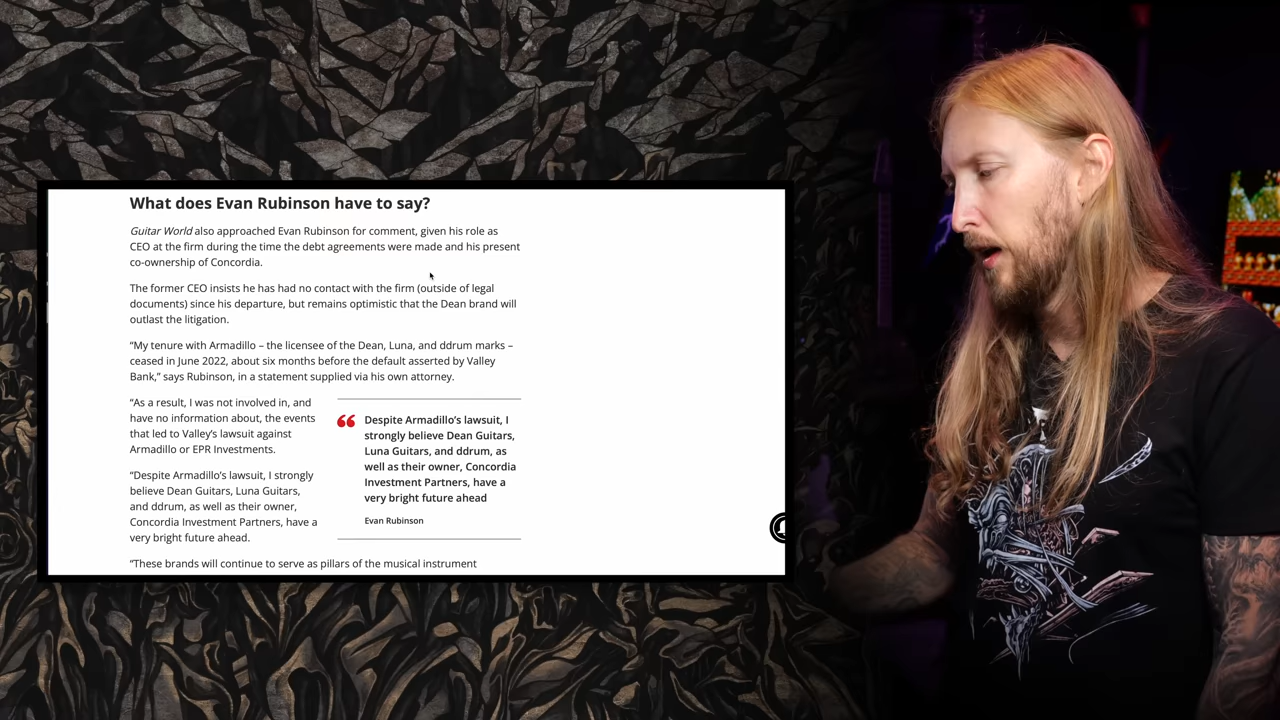 What does Evan Rubinson have to say?
Guitar World also approached Evan Rubinson for comment, given his role as
CEO at the firm during the time the debt agreements were made and his present
co-ownership of Concordia.
The former CEO insists he has had no contact with the firm (outside of legal
documents) since his departure, but remains optimistic that the Dean brand will
outlast the litigation.
“My tenure with Armadillo – the licensee of the Dean, Luna, and ddrum marks –
ceased in June 2022, about six months before the default asserted by Valley
Bank,” says Rubinson, in a statement supplied via his own attorney.
“As a result, I was not involved in, and
have no information about, the events
that led to Valley’s lawsuit against
Armadillo or EPR Investments.
“Despite Armadillo’s lawsuit, I strongly
believe Dean Guitars, Luna Guitars,
and ddrum, as well as their owner,
Concordia Investment Partners, have a
very bright future ahead.
“
Despite Armadillo’s lawsuit, I
strongly believe Dean Guitars,
Luna Guitars, and ddrum, as
well as their owner, Concordia
Investment Partners, have a
very bright future ahead
Evan Rubinson
“These brands will continue to serve as pillars of the musical instrument